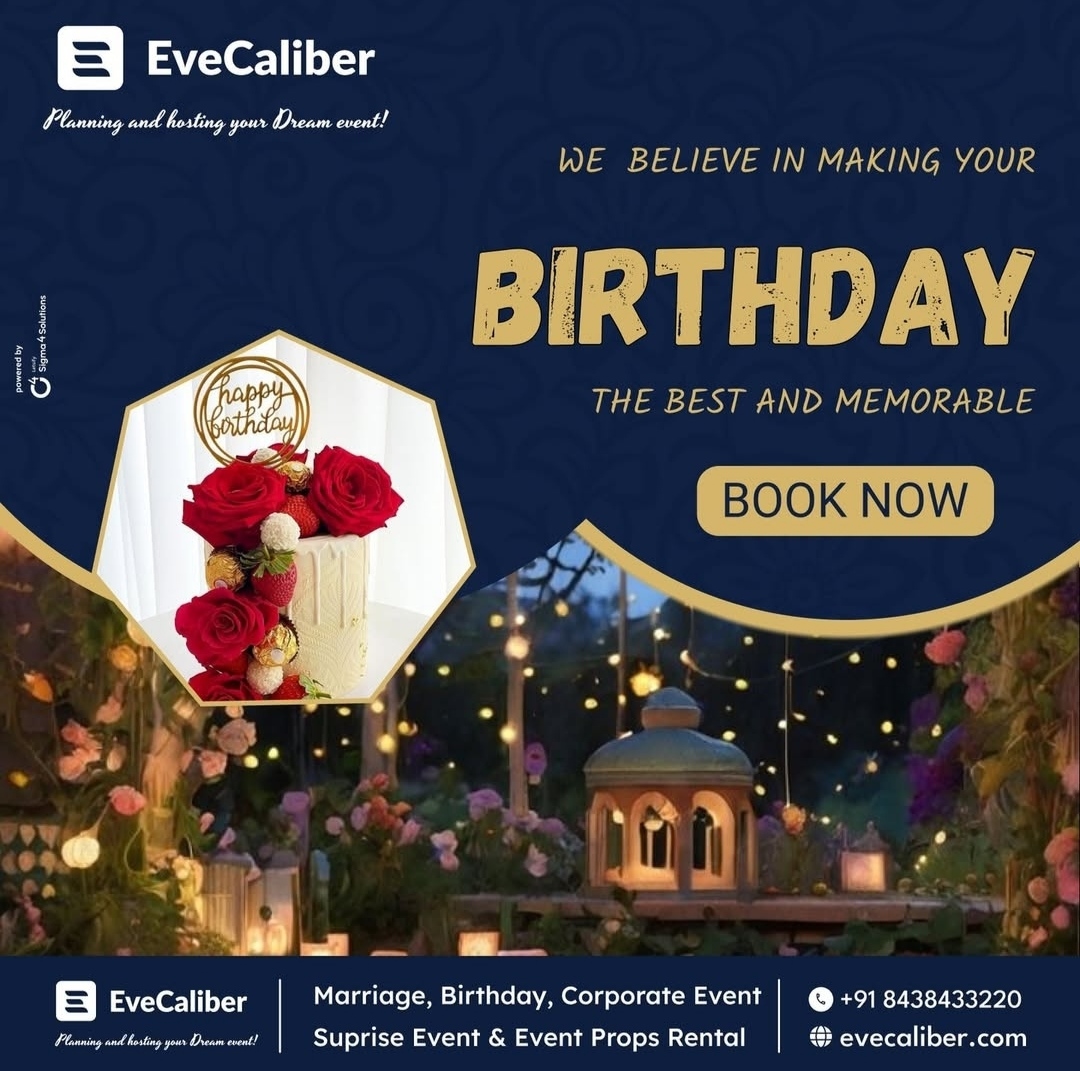 EveCaliber
Planning and hosting your Dream event!
WE BELIEVE IN MAKING YOUR
BIRTHDAY
THE BEST AND MEMORABLE
BOOK NOW
powered by
Sigma4 Solutions
happy
birthday
EveCaliber
Planning and hosting your Dream event!
Marriage, Birthday, Corporate Event
Suprise Event & Event Props Rental
+91 8438433220
evecaliber.com